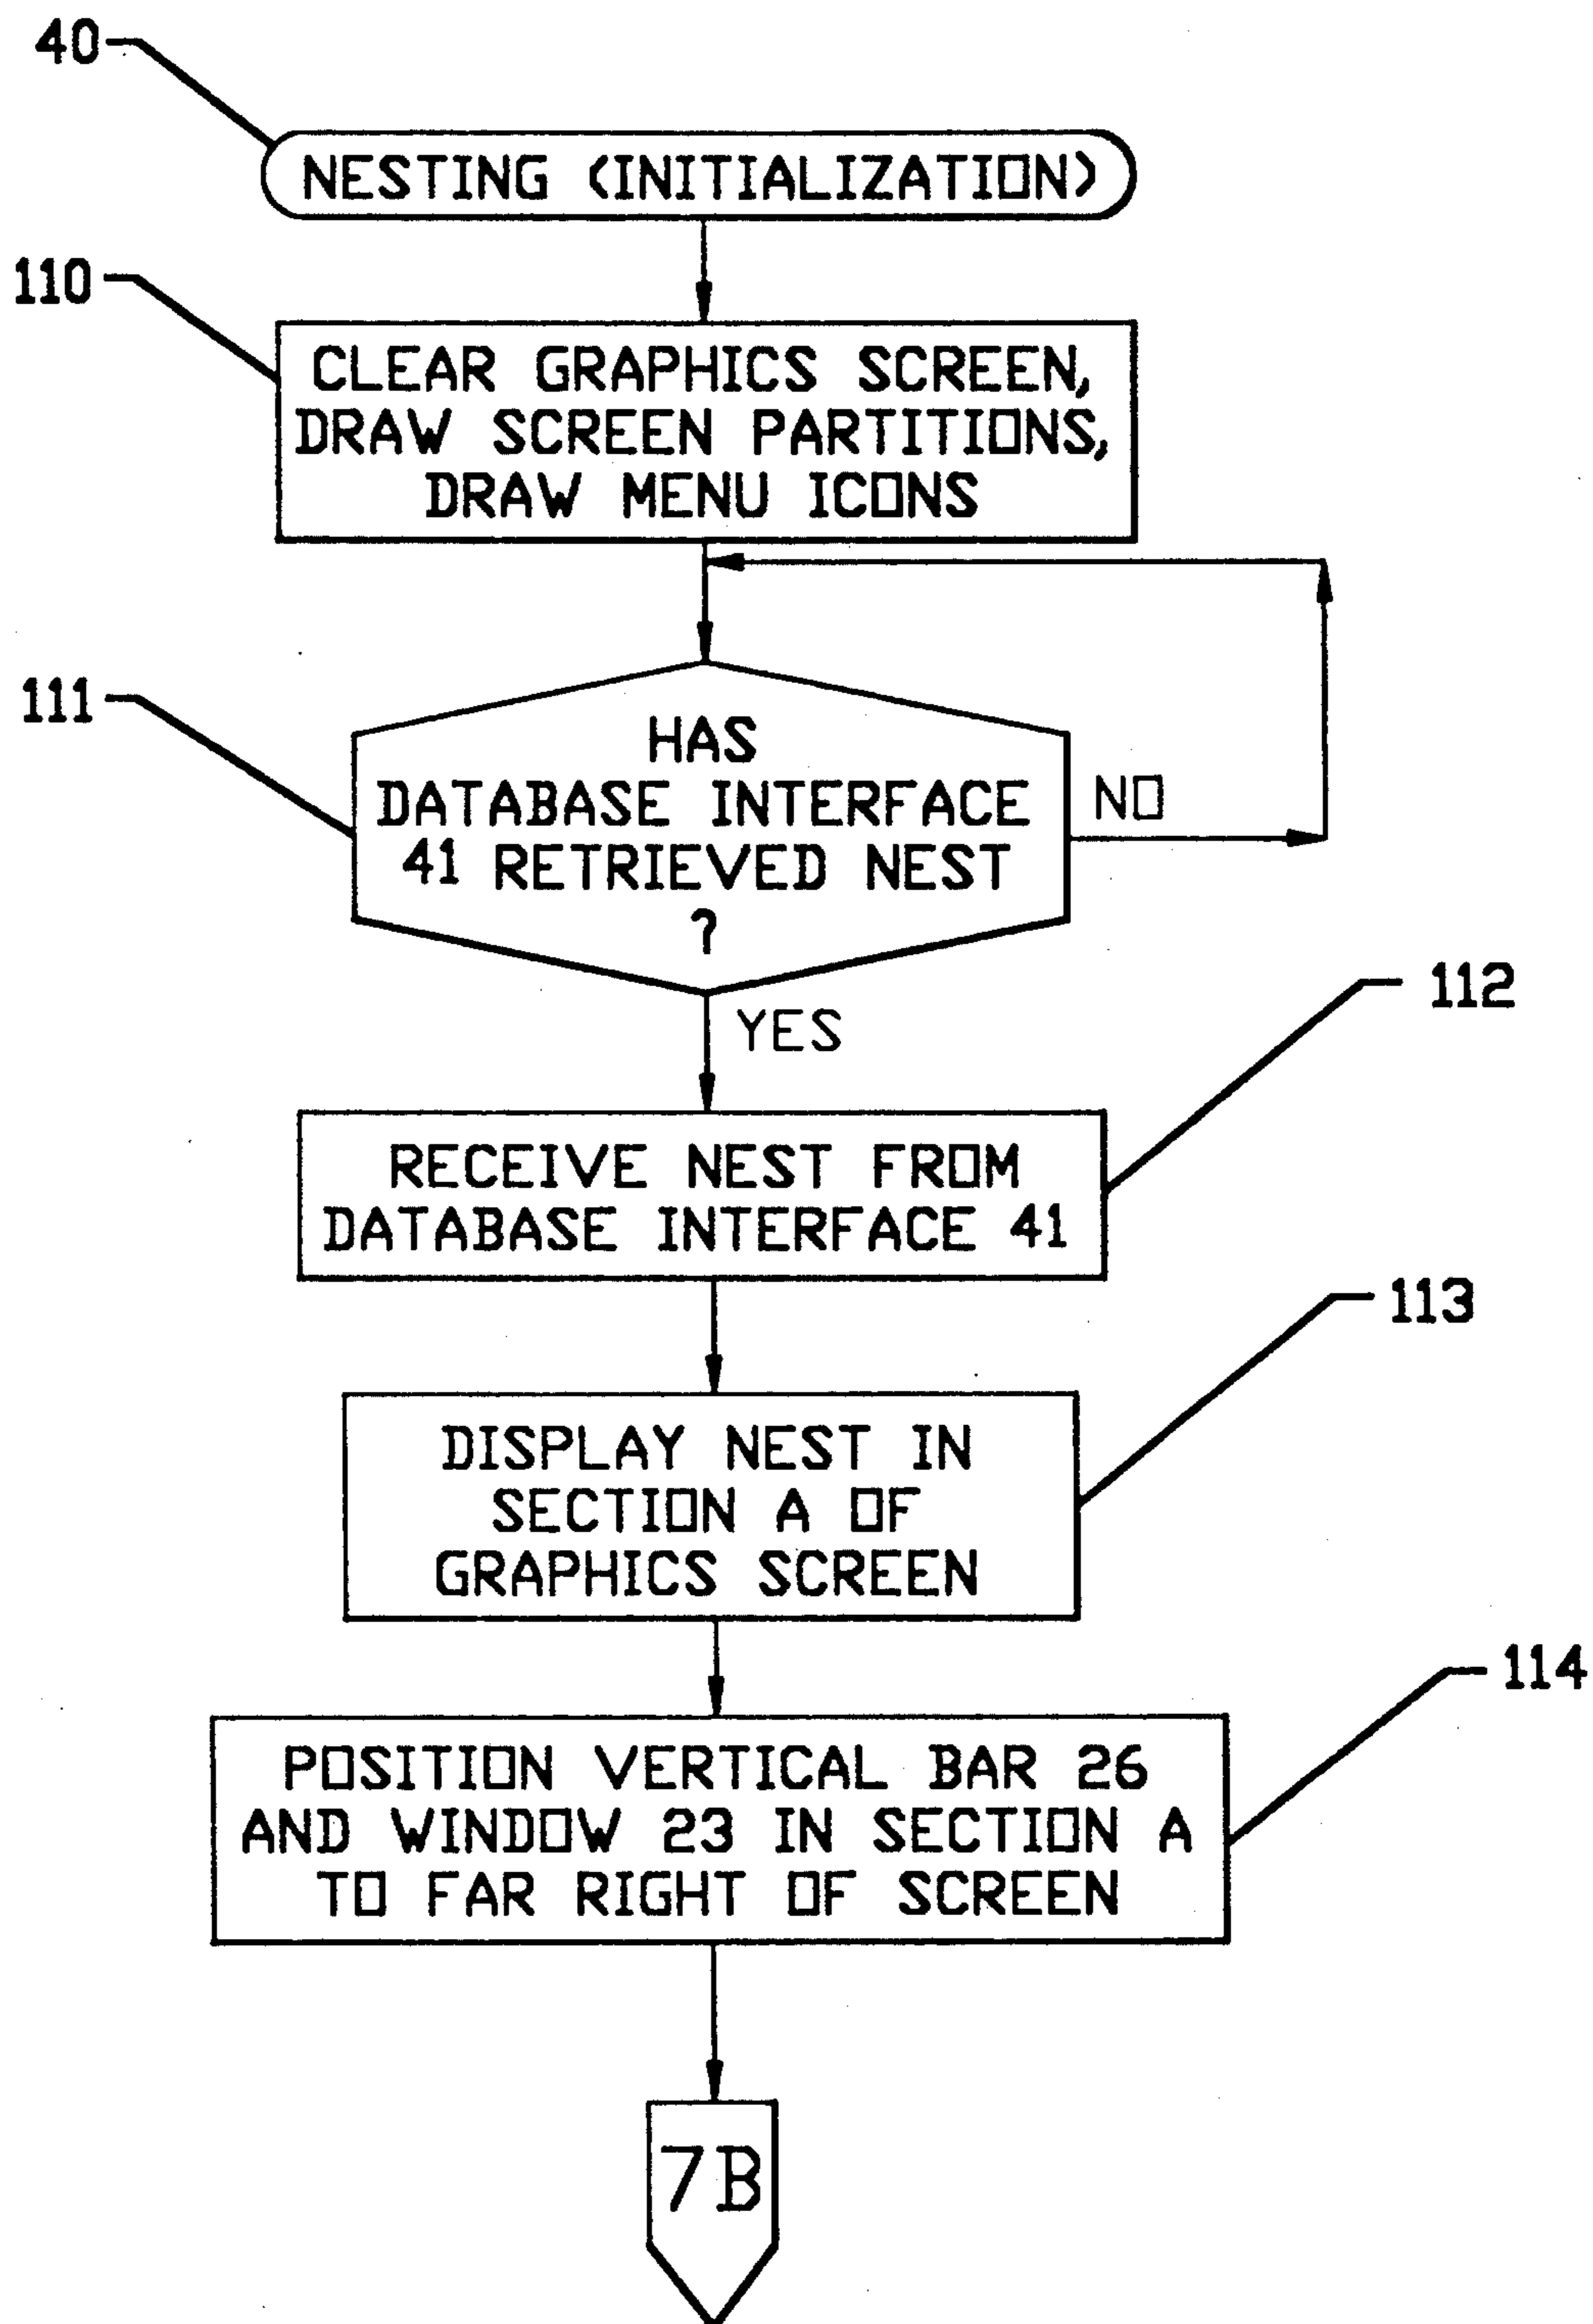 40
NESTING (INITIALIZATION)
110
CLEAR GRAPHICS SCREEN,
DRAW SCREEN PARTITIONS,
DRAW MENU ICONS
111
HAS
DATABASE INTERFACE
41 RETRIEVED NEST
?
NO
YES
112
RECEIVE NEST FROM
DATABASE INTERFACE 41
113
DISPLAY NEST IN
SECTION A OF
GRAPHICS SCREEN
114
POSITION VERTICAL BAR 26
AND WINDOW 23 IN SECTION A
TO FAR RIGHT OF SCREEN
7B